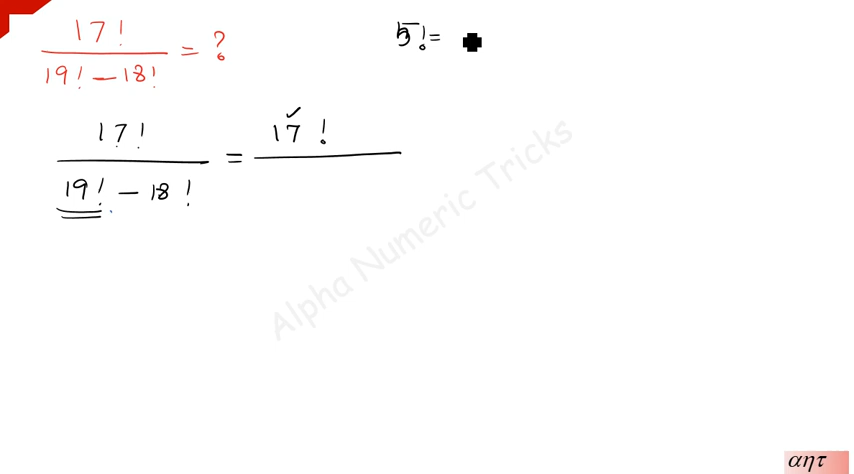 17!
19! − 18! = ?
5! =
17! = 17!
19! − 18!
Alpha Numeric Tricks
αητ